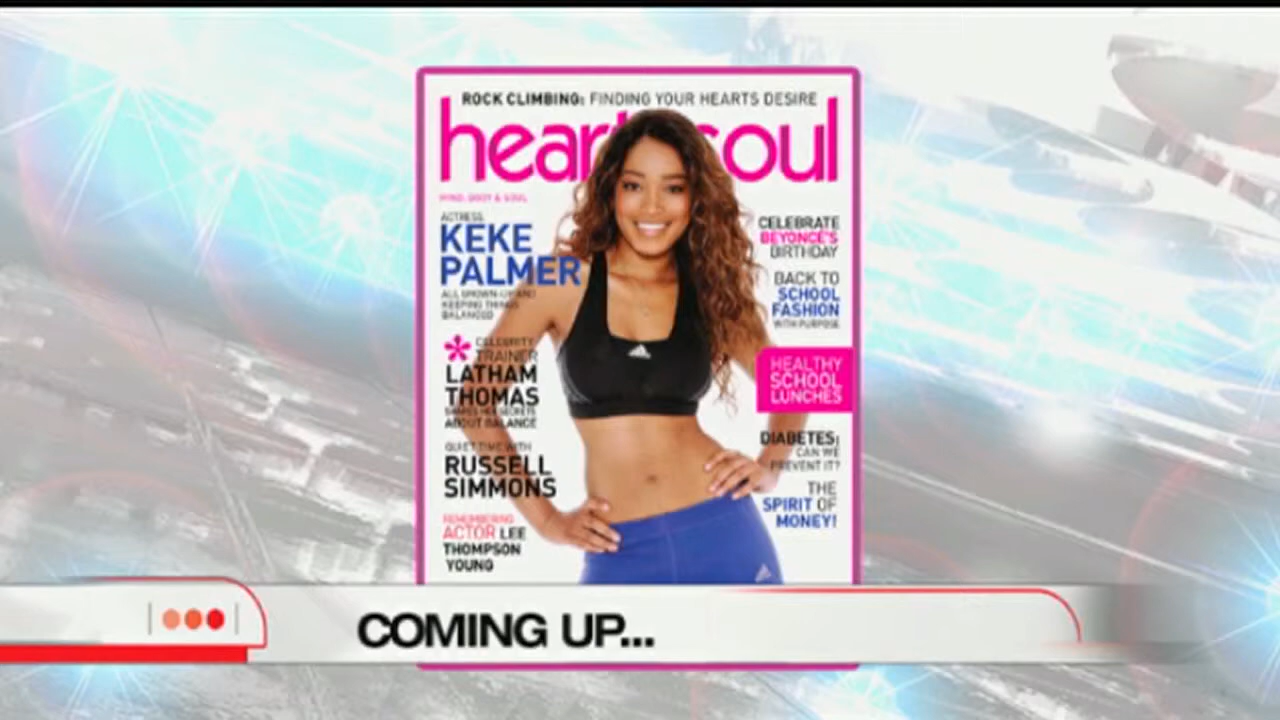 ROCK CLIMBING: FINDING YOUR HEARTS DESIRE
heart soul
MIND, BODY & SOUL
ACTRESS
KEKE
PALMER
ALL GROWN-UP AND
KEEPING THINGS
BALANCED
* CELEBRITY
TRAINER
LATHAM
THOMAS
SHARES HER SECRETS
ABOUT BALANCE
QUIET TIME WITH
RUSSELL
SIMMONS
REMEMBERING
ACTOR LEE
THOMPSON
YOUNG
CELEBRATE
BEYONCÉ'S
BIRTHDAY
BACK TO
SCHOOL
FASHION
WITH PURPOSE
HEALTHY
SCHOOL
LUNCHES
DIABETES:
CAN WE
PREVENT IT?
THE
SPIRIT OF
MONEY!
COMING UP...